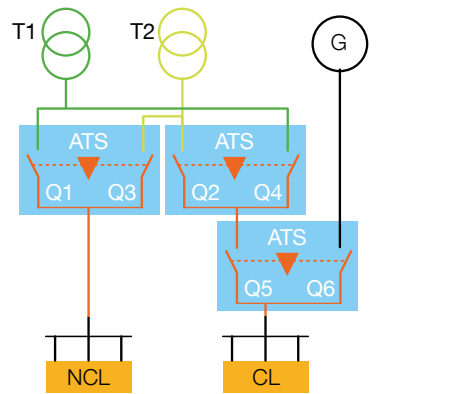 T1 T2 G
ATS ATS
Q1 Q3 Q2 Q4
ATS
Q5 Q6
NCL CL